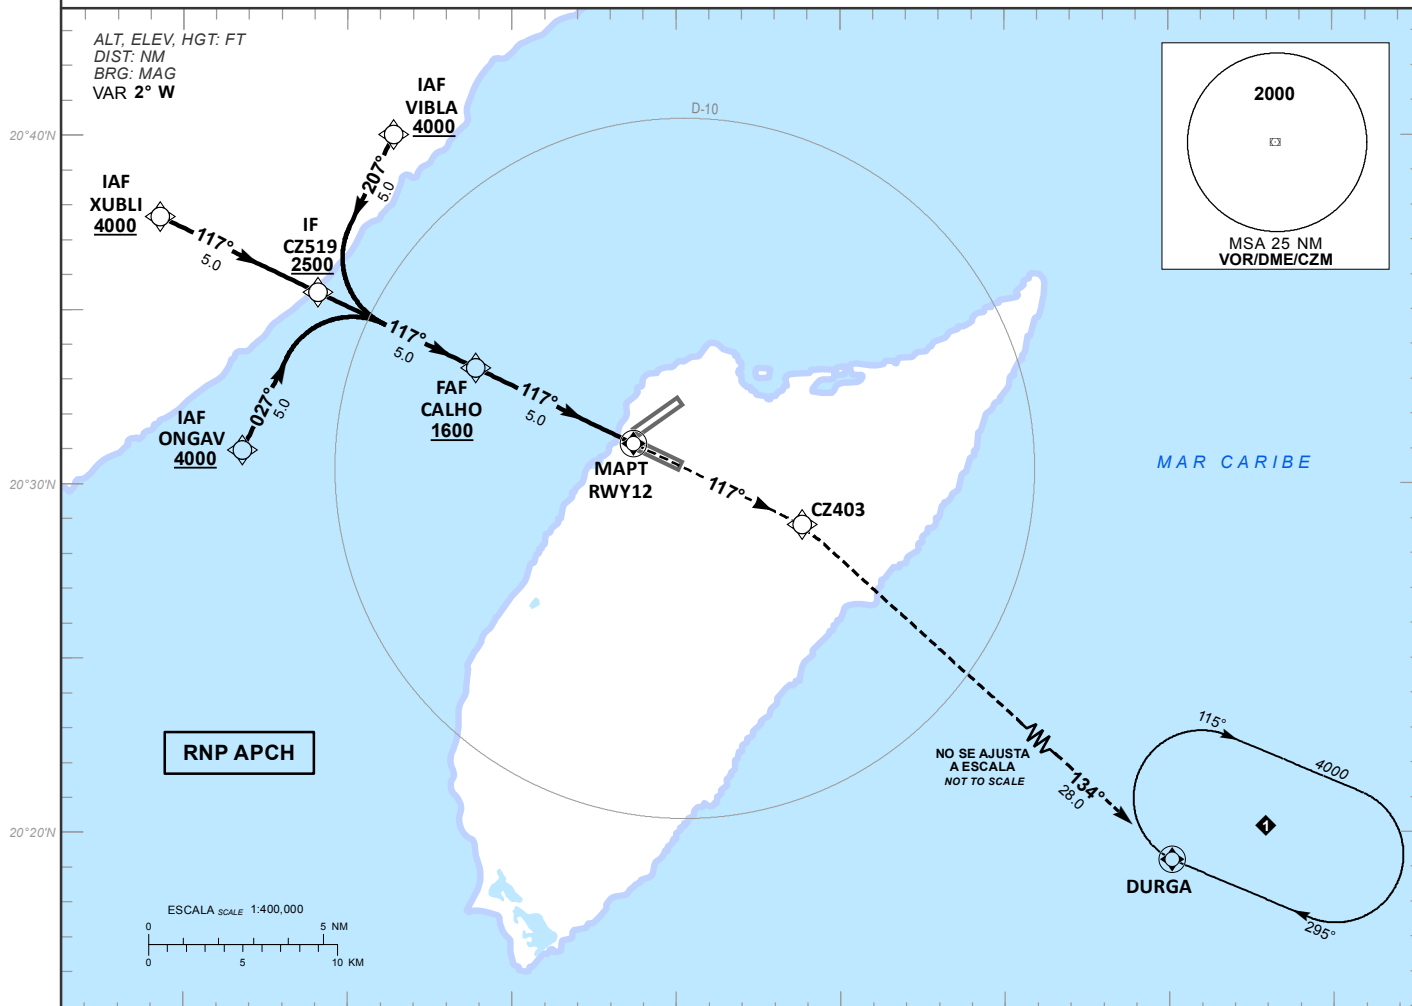 ALT, ELEV, HGT: FT
DIST: NM
BRG: MAG
VAR 2° W
IAF
VIBLA
4000
D-10
2000
MSA 25 NM
VOR/DME/CZM
20°40'N
IAF
XUBLI
4000
207°
5.0
IF
CZ519
2500
117°
5.0
117°
5.0
FAF
CALHO
1600
117°
5.0
IAF
ONGAV
4000
027°
5.0
MAPT
RWY12
117°
CZ403
MAR CARIBE
20°30'N
RNP APCH
NO SE AJUSTA
A ESCALA
NOT TO SCALE
134°
28.0
115°
4000
1
DURGA
295°
20°20'N
ESCALA SCALE 1:400,000
0 5 NM
0 5 10 KM